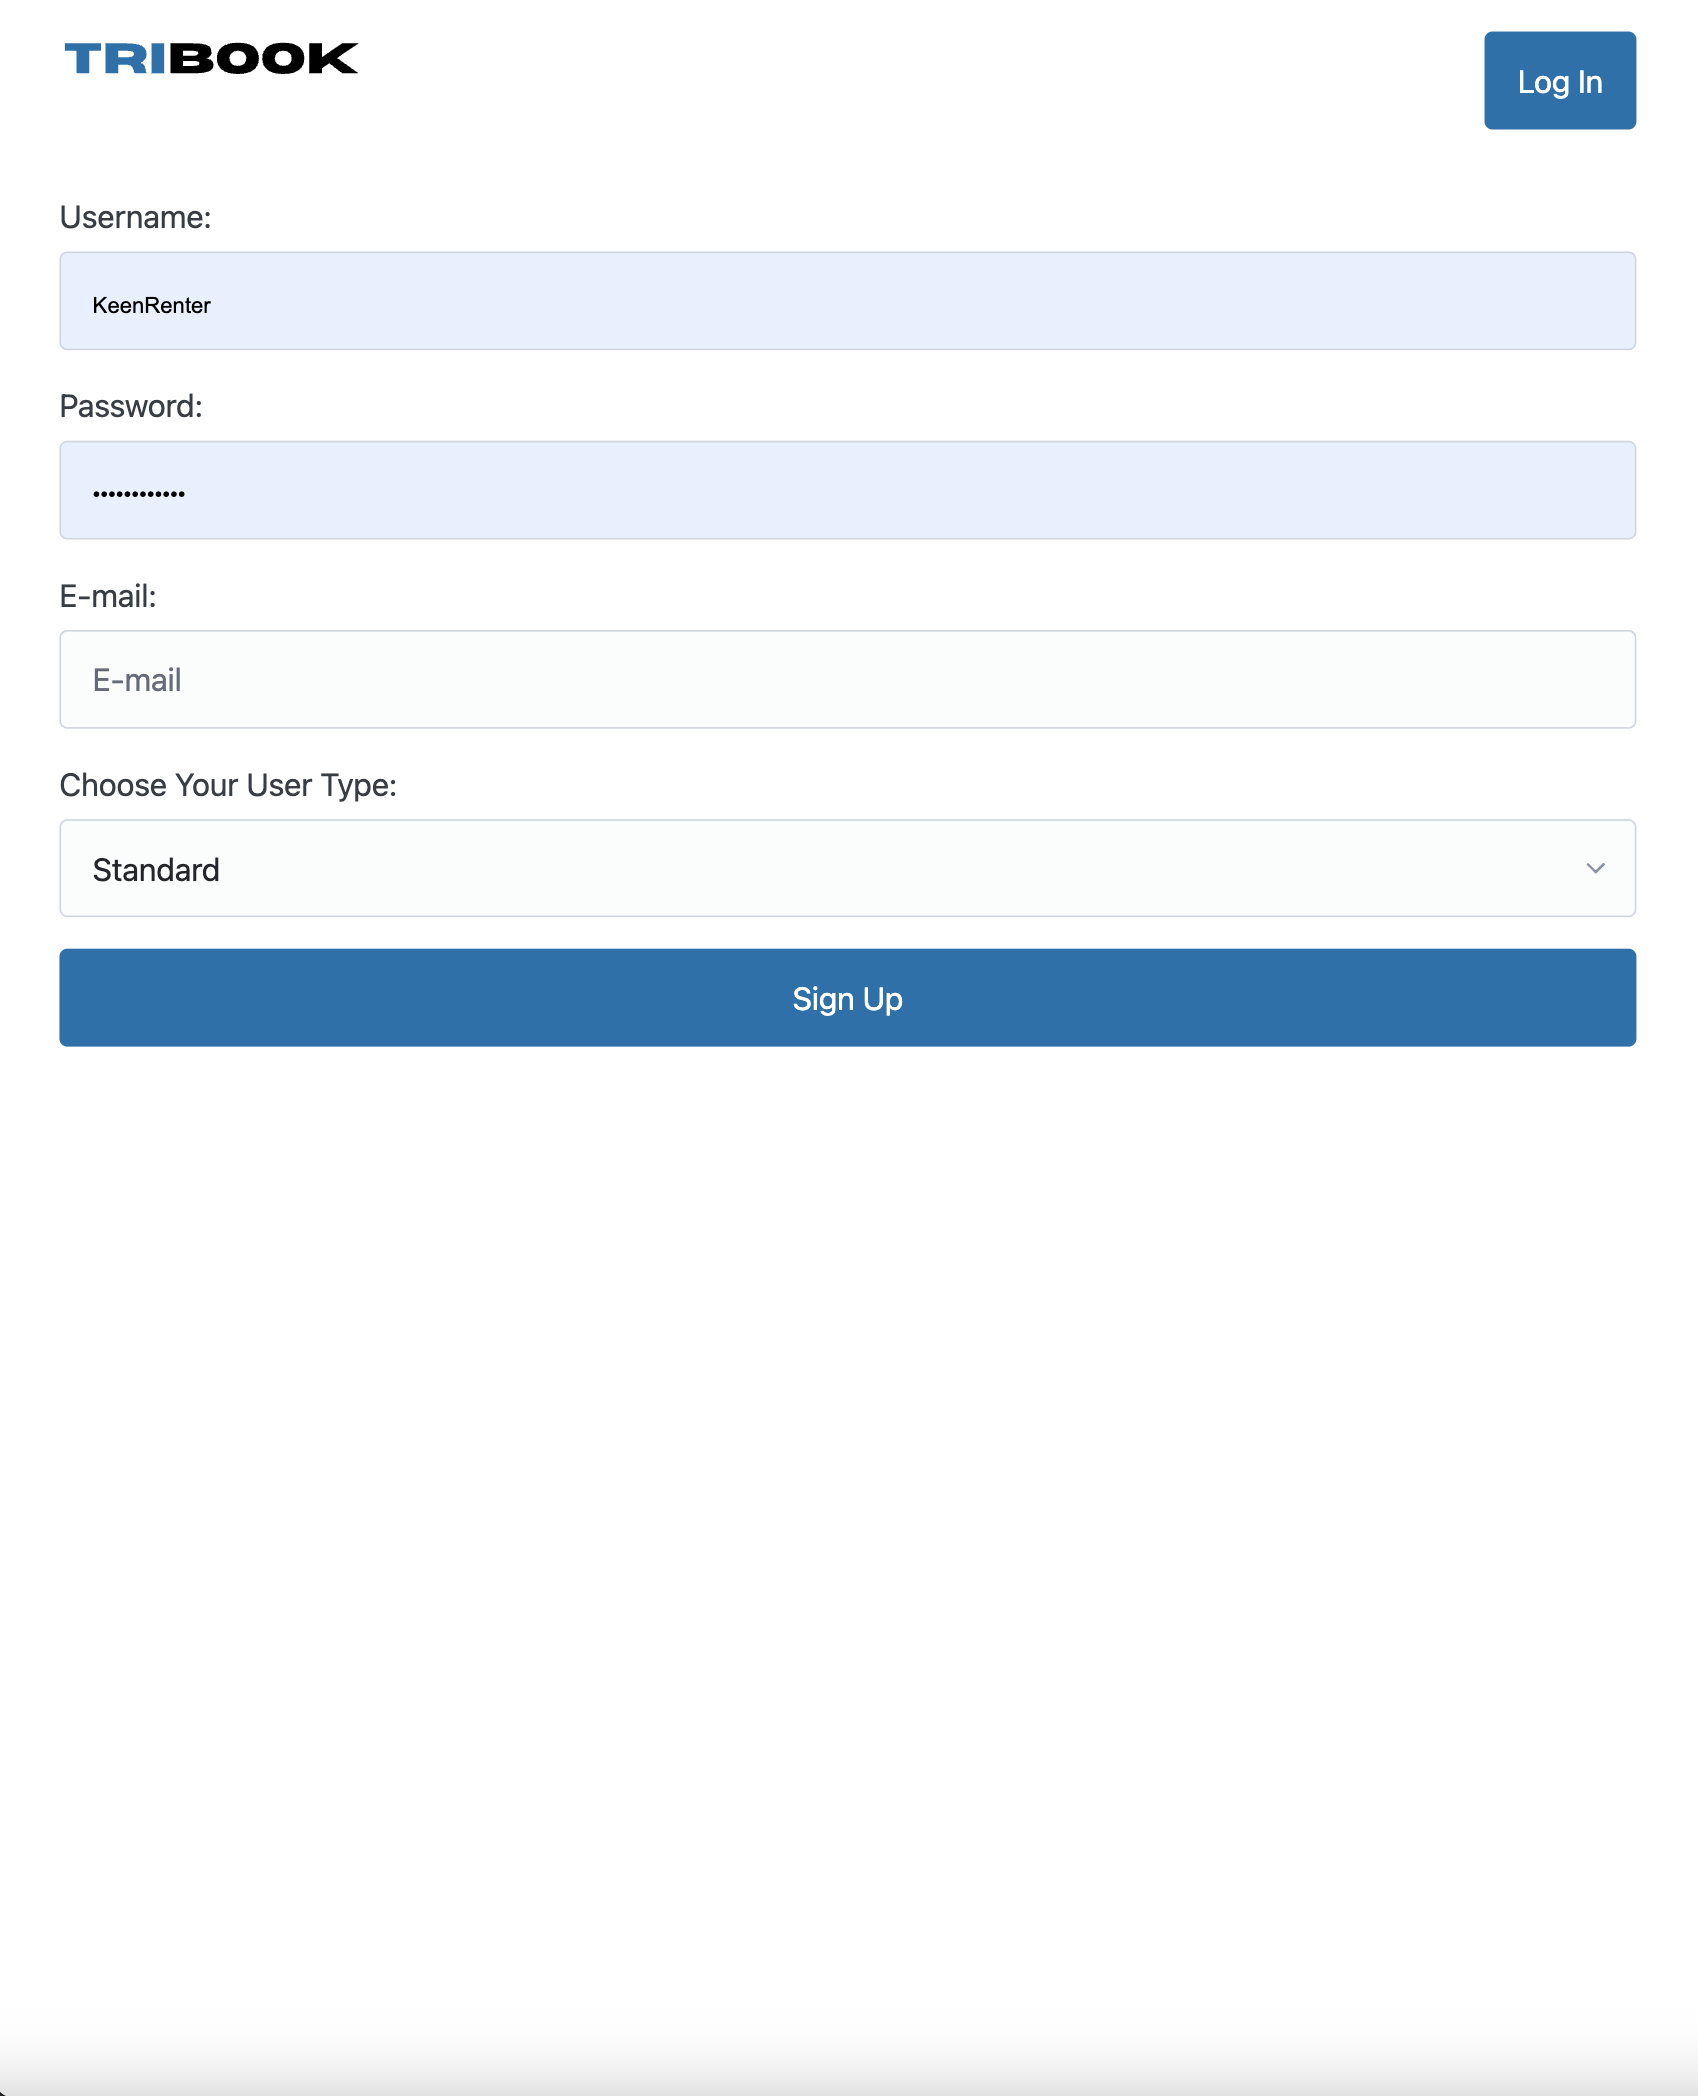 TRIBOOK
Log In
Username:
KeenRenter
Password:
••••••••••••
E-mail:
E-mail
Choose Your User Type:
Standard
Sign Up